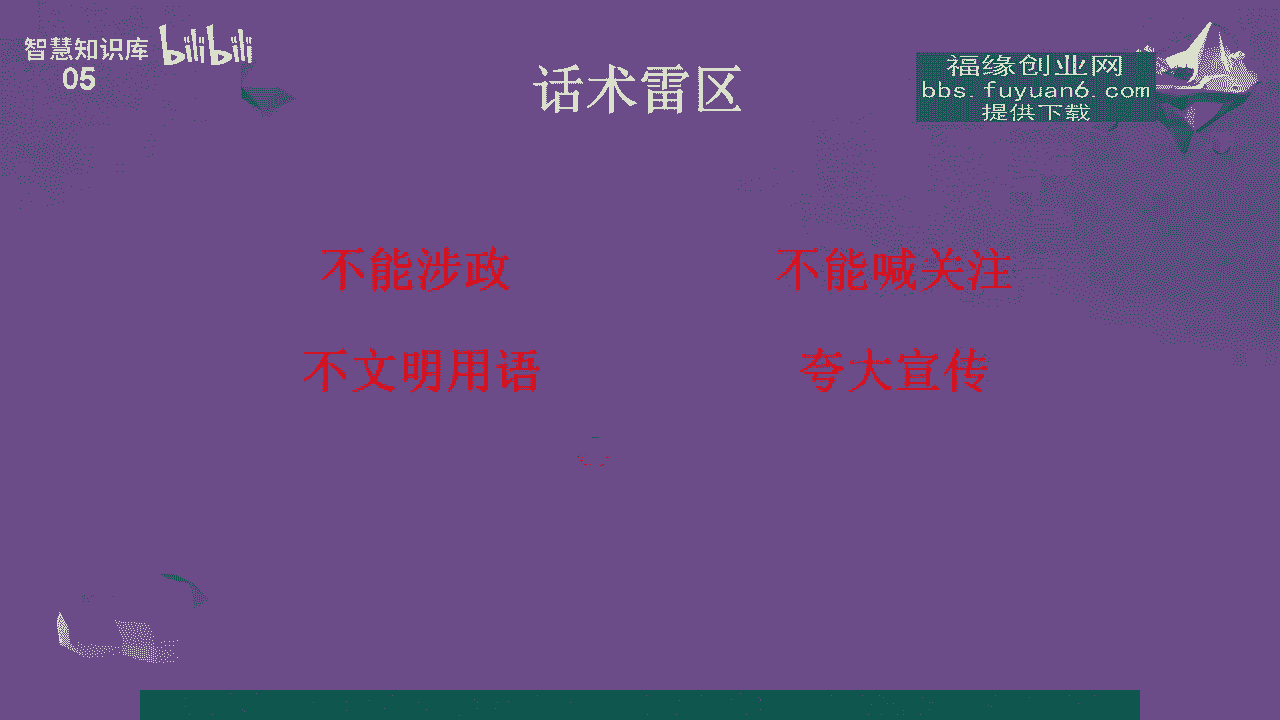 智慧知识库 bilibili
05
话术雷区
福缘创业网
bbs.fuyuan6.com
提供下载
不能涉政
不能喊关注
不文明用语
夸大宣传